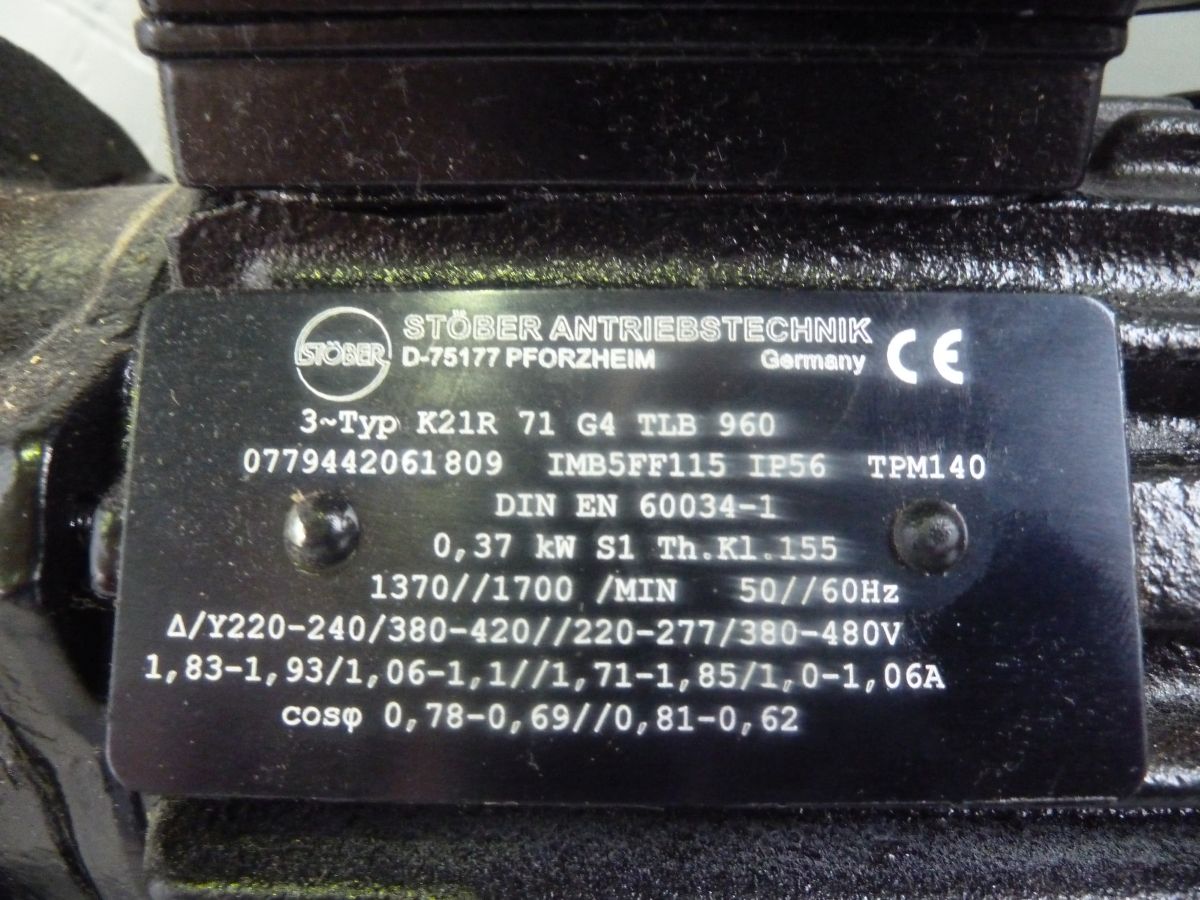 STÖBER
STÖBER ANTRIEBSTECHNIK
D-75177 PFORZHEIM Germany CE
3~Typ K21R 71 G4 TLB 960
0779442061809 IMB5FF115 IP56 TPM140
DIN EN 60034-1
0,37 kW S1 Th.Kl.155
1370//1700 /MIN 50//60Hz
Δ/Y220-240/380-420//220-277/380-480V
1,83-1,93/1,06-1,1//1,71-1,85/1,0-1,06A
cosφ 0,78-0,69//0,81-0,62